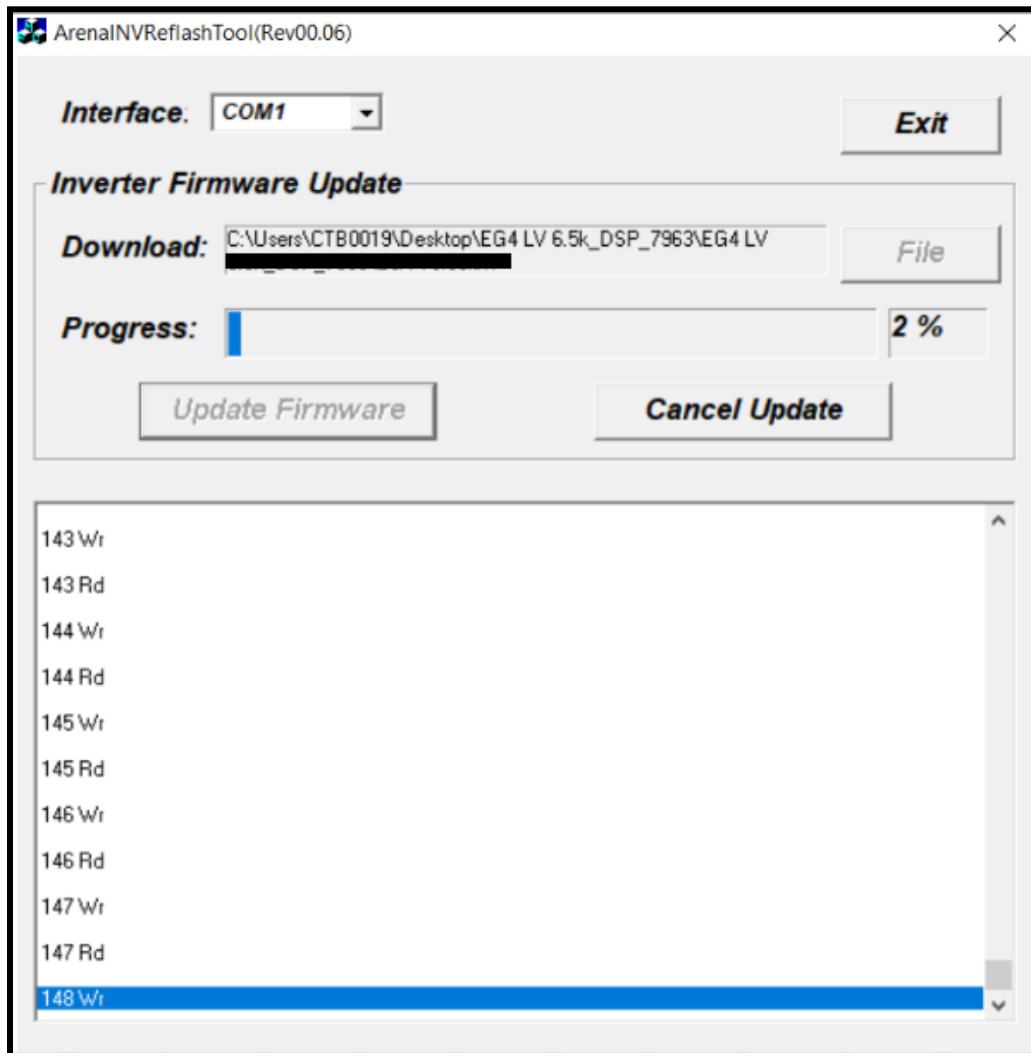 ArenaINVReflashTool(Rev00.06)
Interface: COM1
Exit
Inverter Firmware Update
Download: C:\Users\CTB0019\Desktop\EG4 LV 6.5k_DSP_7963\EG4 LV
File
Progress: 2 %
Update Firmware Cancel Update
143 Wr
143 Rd
144 Wr
144 Rd
145 Wr
145 Rd
146 Wr
146 Rd
147 Wr
147 Rd
148 Wr